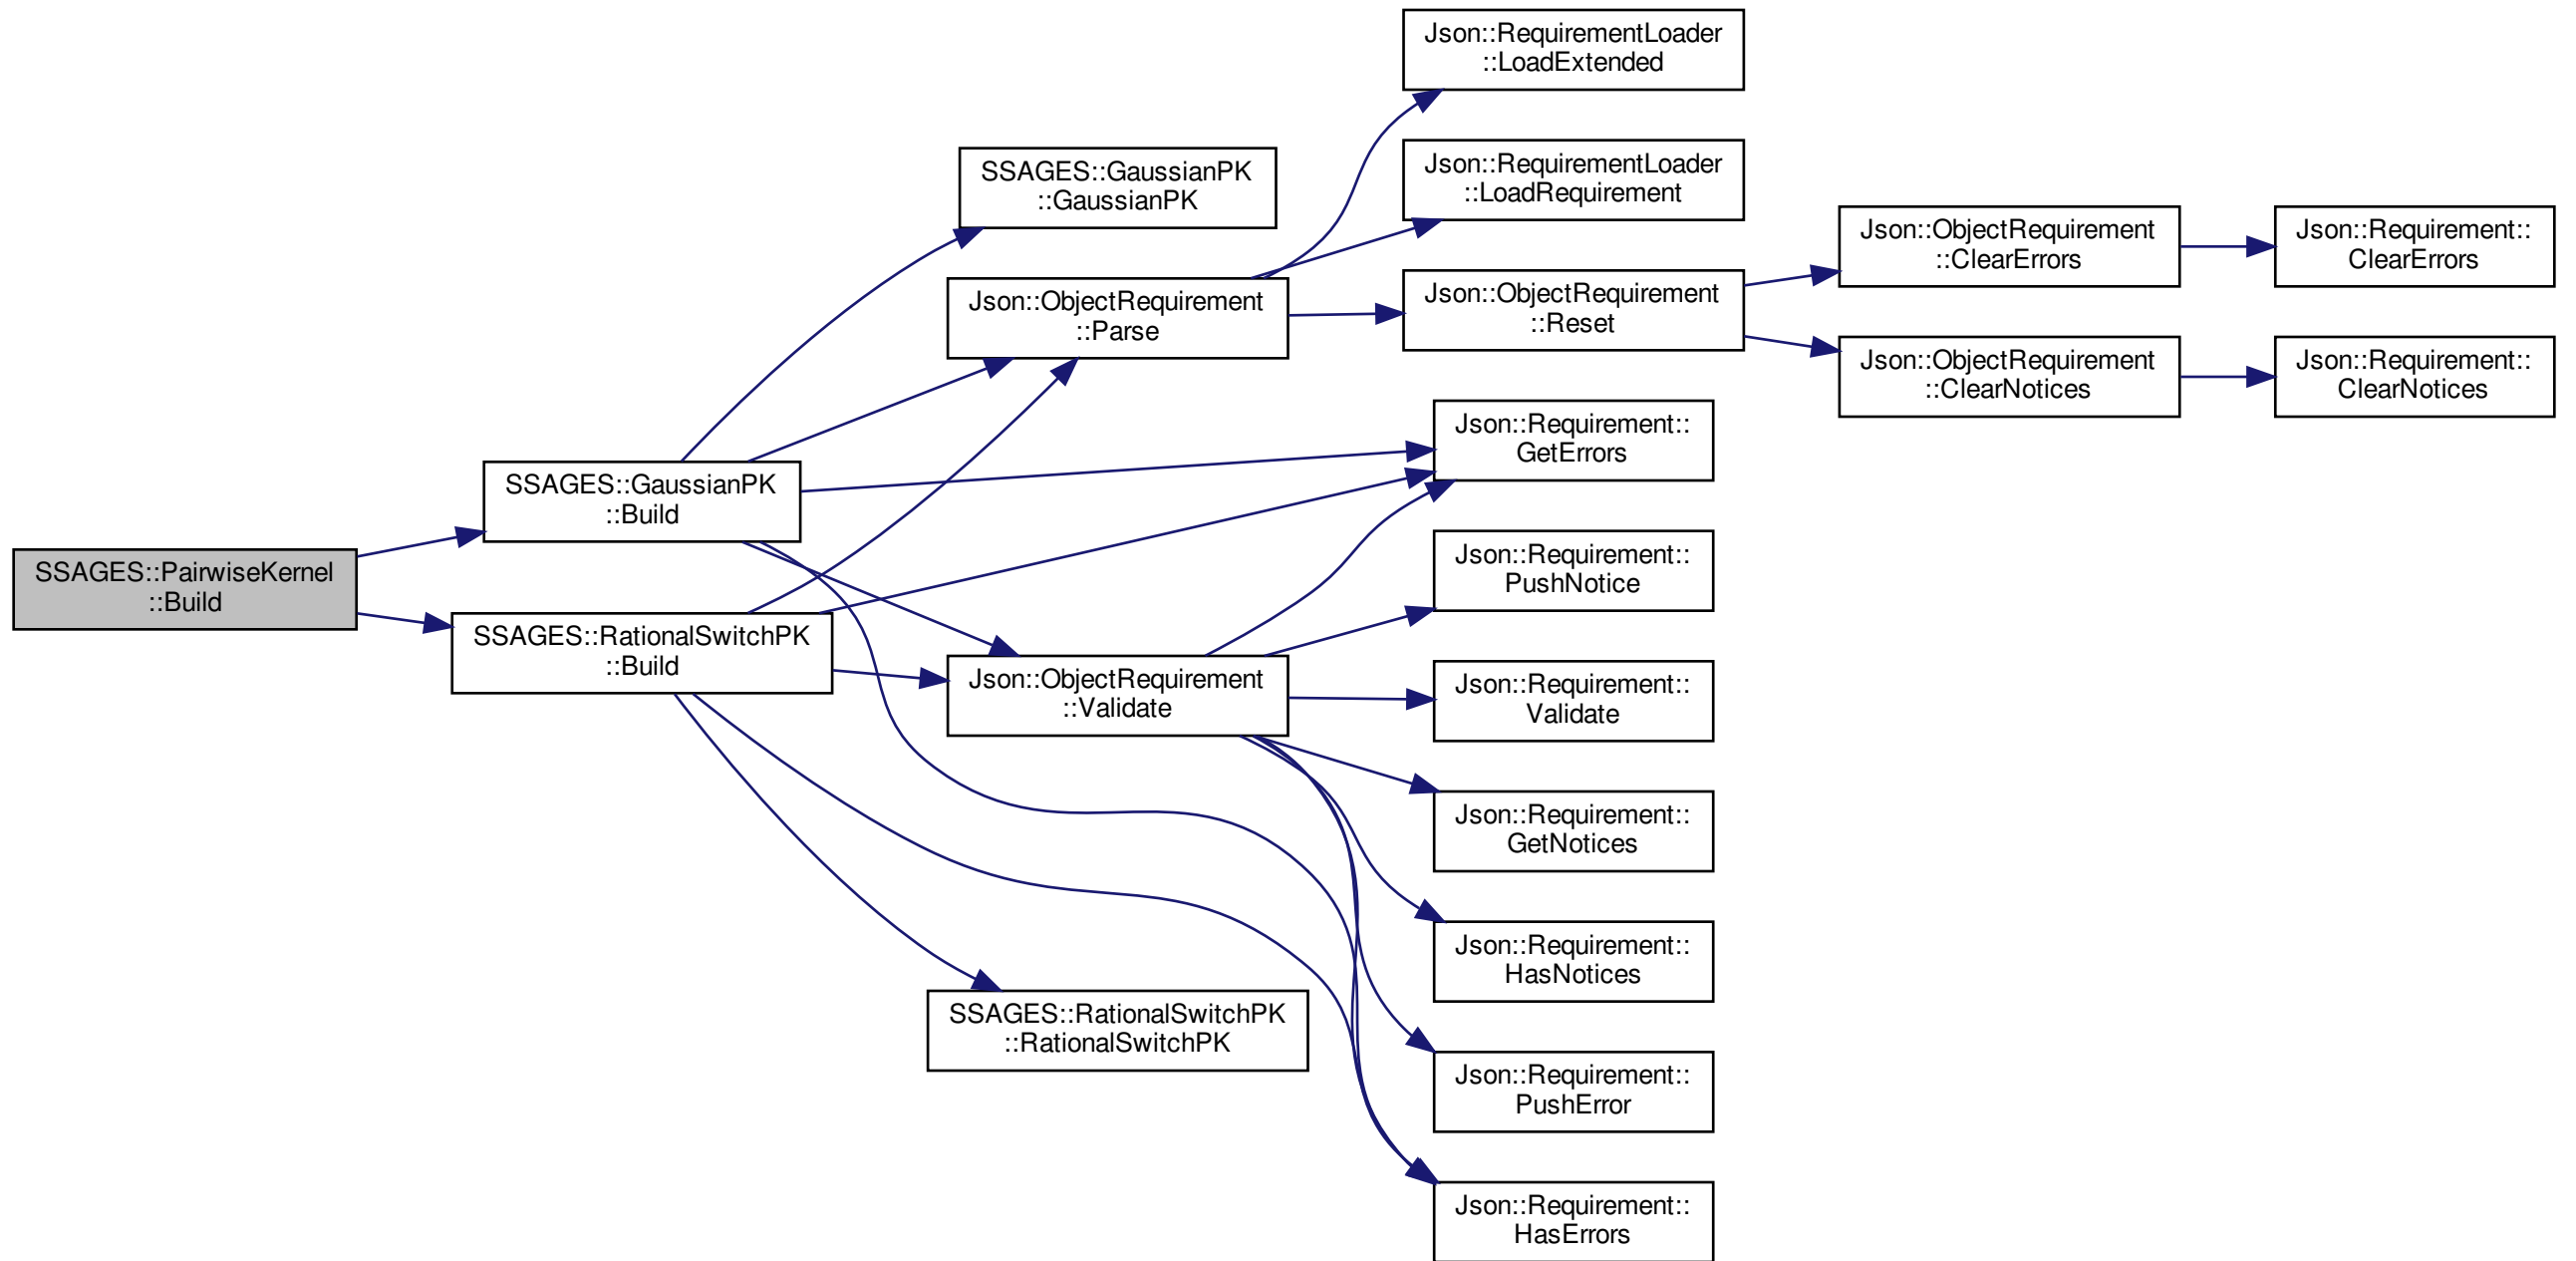 SSAGES::PairwiseKernel
::Build
SSAGES::GaussianPK
::Build
SSAGES::RationalSwitchPK
::Build
SSAGES::GaussianPK
::GaussianPK
Json::ObjectRequirement
::Parse
Json::ObjectRequirement
::Validate
SSAGES::RationalSwitchPK
::RationalSwitchPK
Json::RequirementLoader
::LoadExtended
Json::RequirementLoader
::LoadRequirement
Json::ObjectRequirement
::Reset
Json::Requirement::
GetErrors
Json::Requirement::
PushNotice
Json::Requirement::
Validate
Json::Requirement::
GetNotices
Json::Requirement::
HasNotices
Json::Requirement::
PushError
Json::Requirement::
HasErrors
Json::ObjectRequirement
::ClearErrors
Json::ObjectRequirement
::ClearNotices
Json::Requirement::
ClearErrors
Json::Requirement::
ClearNotices